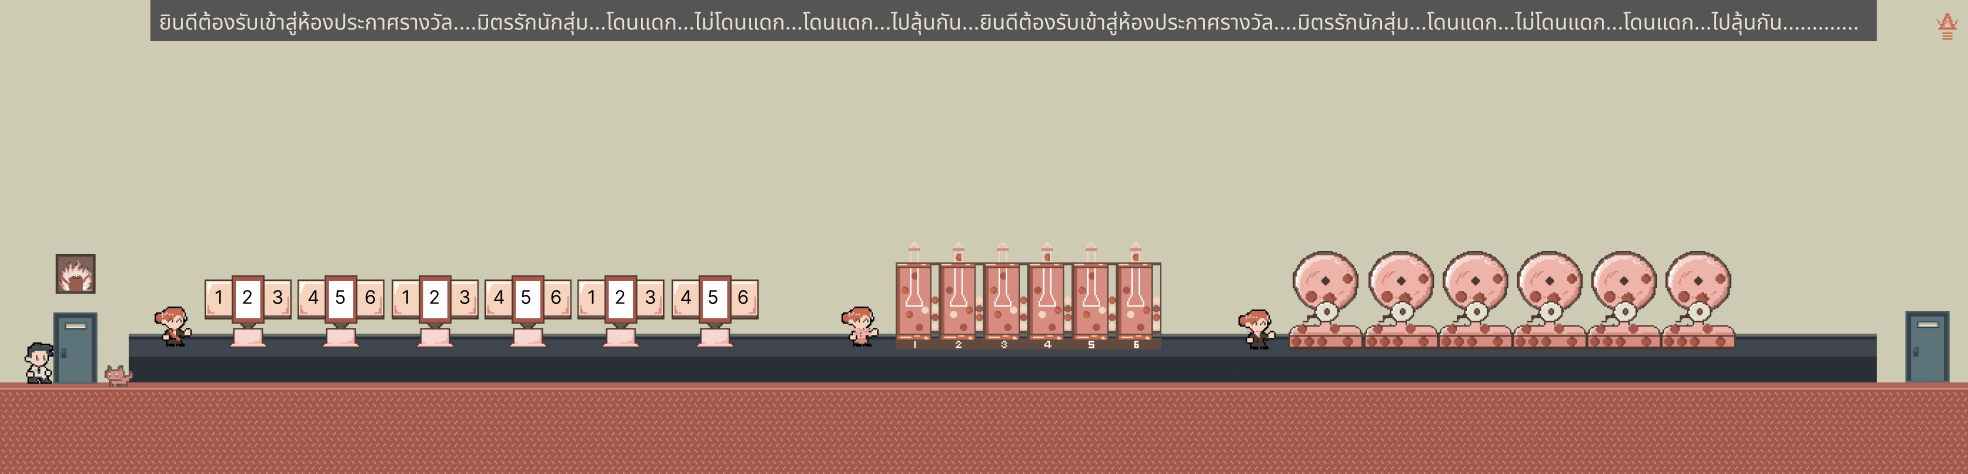 ยินดีต้องรับเข้าสู่ห้องประกาศรางวัล....มิตรรักนักสุ่ม...โดนแดก...ไม่โดนแดก...โดนแดก...ไปลุ้นกัน...ยินดีต้องรับเข้าสู่ห้องประกาศรางวัล....มิตรรักนักสุ่ม...โดนแดก...ไม่โดนแดก...โดนแดก...ไปลุ้นกัน............
1 2 3 4 5 6 1 2 3 4 5 6 1 2 3 4 5 6
1 2 3 4 5 6